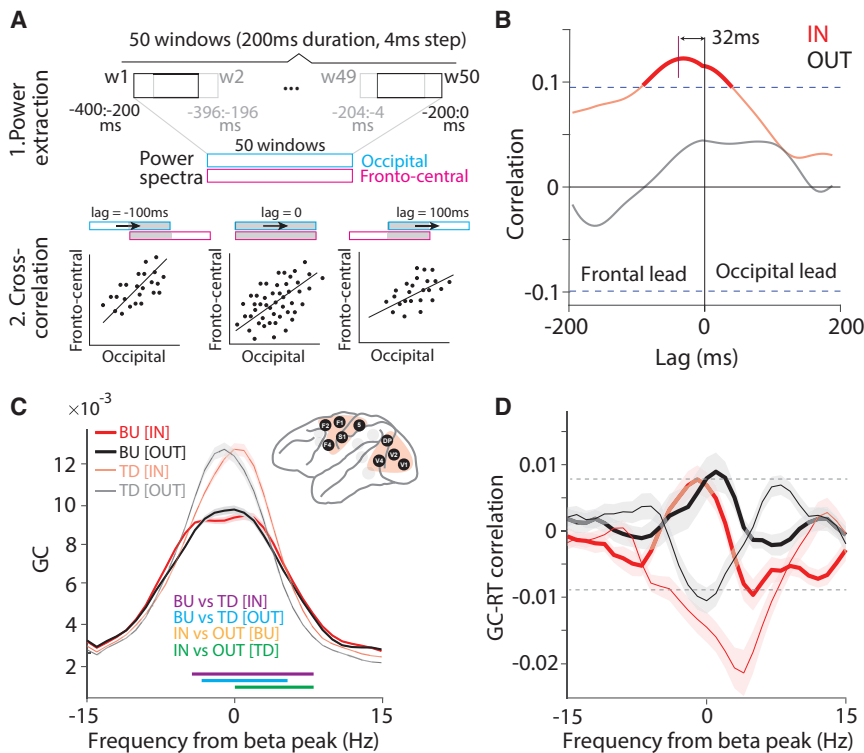 A
50 windows (200ms duration, 4ms step)
w1
w2
...
w49
w50
-400:-200
ms
-396:-196
ms
-204:-4
ms
-200:0
ms
1.Power
extraction
50 windows
Power
spectra
Occipital
Fronto-central
lag = -100ms
lag = 0
lag = 100ms
2. Cross-
correlation
Fronto-central
Occipital
Fronto-central
Occipital
Fronto-central
Occipital
B
32ms
IN
OUT
0.1
0
-0.1
Correlation
Frontal lead
Occipital lead
-200
0
200
Lag (ms)
C
×10⁻³
BU [IN]
BU [OUT]
TD [IN]
TD [OUT]
F2
F1
5
F4
S1
DP
V4
V2
V1
12
10
8
6
4
2
GC
BU vs TD [IN]
BU vs TD [OUT]
IN vs OUT [BU]
IN vs OUT [TD]
-15
0
15
Frequency from beta peak (Hz)
D
0.01
0
-0.01
-0.02
GC-RT correlation
-15
0
15
Frequency from beta peak (Hz)